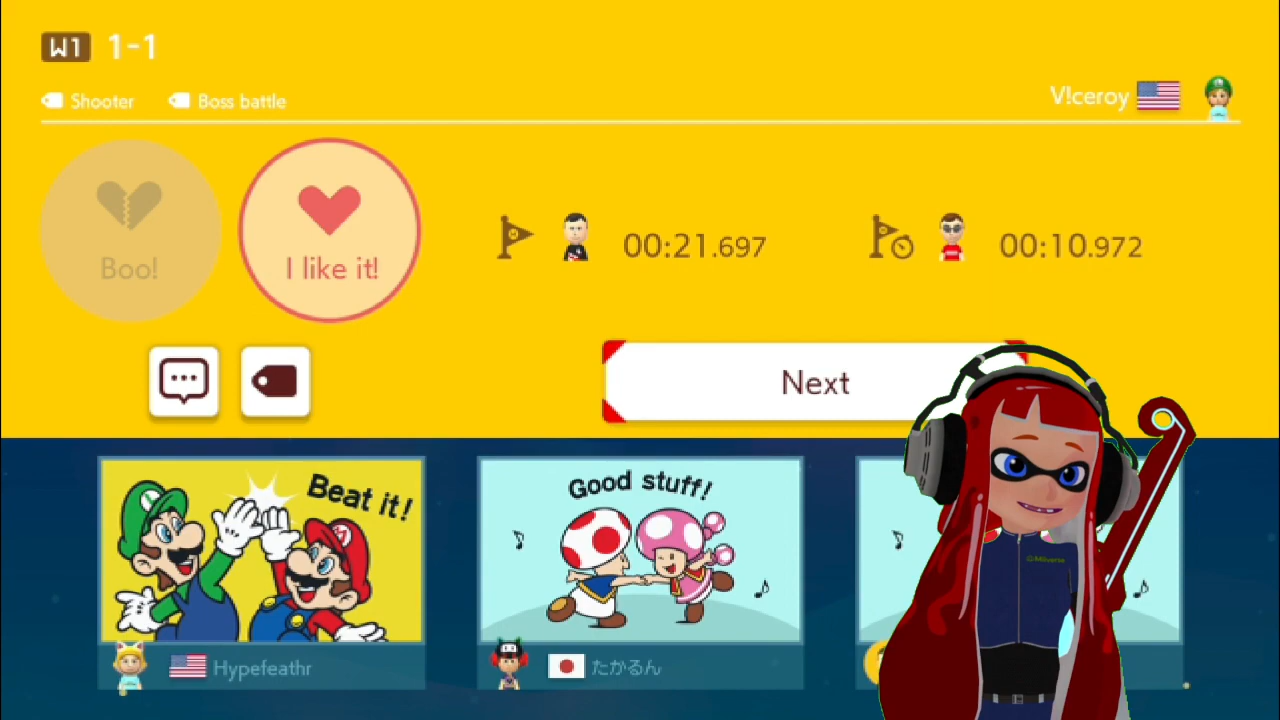 W1 1-1
Shooter Boss battle
V!ceroy
Boo!
I like it!
00:21.697
00:10.972
Next
Beat it!
Good stuff!
Hypefeathr
たかるん